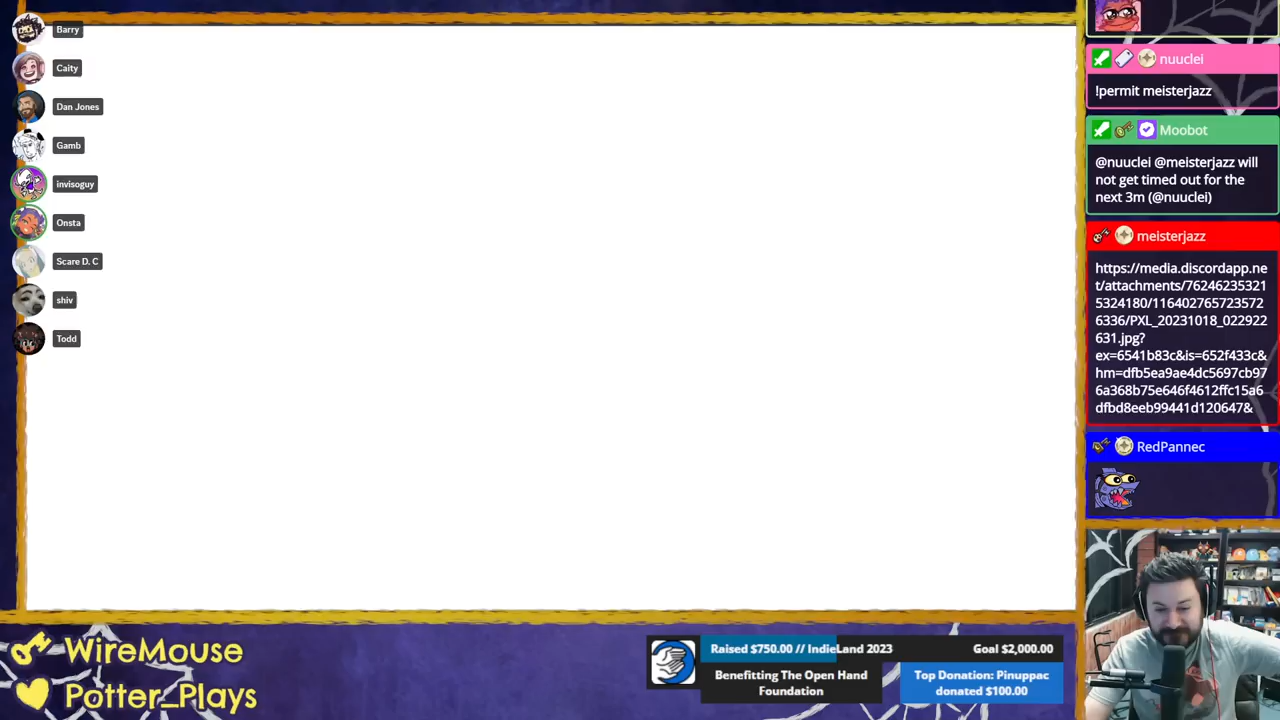 Barry
Caity
Dan Jones
Gamb
invisoguy
Onsta
Scare D. C
shiv
Todd
nuuclei
!permit meisterjazz
Moobot
@nuuclei @meisterjazz will
not get timed out for the
next 3m (@nuuclei)
meisterjazz
https://media.discordapp.ne
t/attachments/76246235321
5324180/116402765723572
6336/PXL_20231018_022922
631.jpg?
ex=6541b83c&is=652f433c&
hm=dfb5ea9ae4dc5697cb97
6a368b75e646f4612ffc15a6
dfbd8eeb99441d120647&
RedPannec
WireMouse
Potter_Plays
Raised $750.00 // IndieLand 2023
Goal $2,000.00
Benefitting The Open Hand
Foundation
Top Donation: Pinuppac
donated $100.00